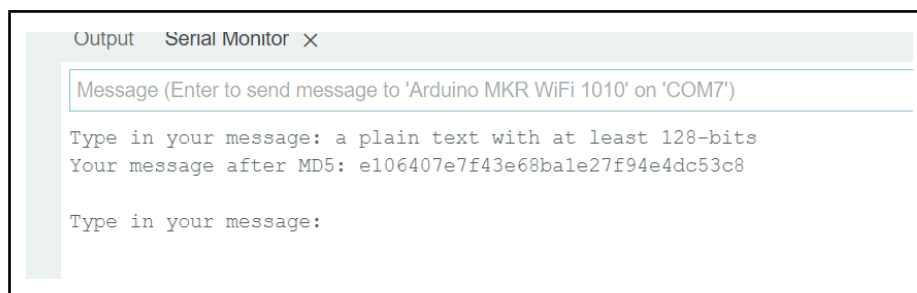 Output Serial Monitor ×
Message (Enter to send message to 'Arduino MKR WiFi 1010' on 'COM7')
Type in your message: a plain text with at least 128-bits
Your message after MD5: e106407e7f43e68ba1e27f94e4dc53c8
Type in your message: